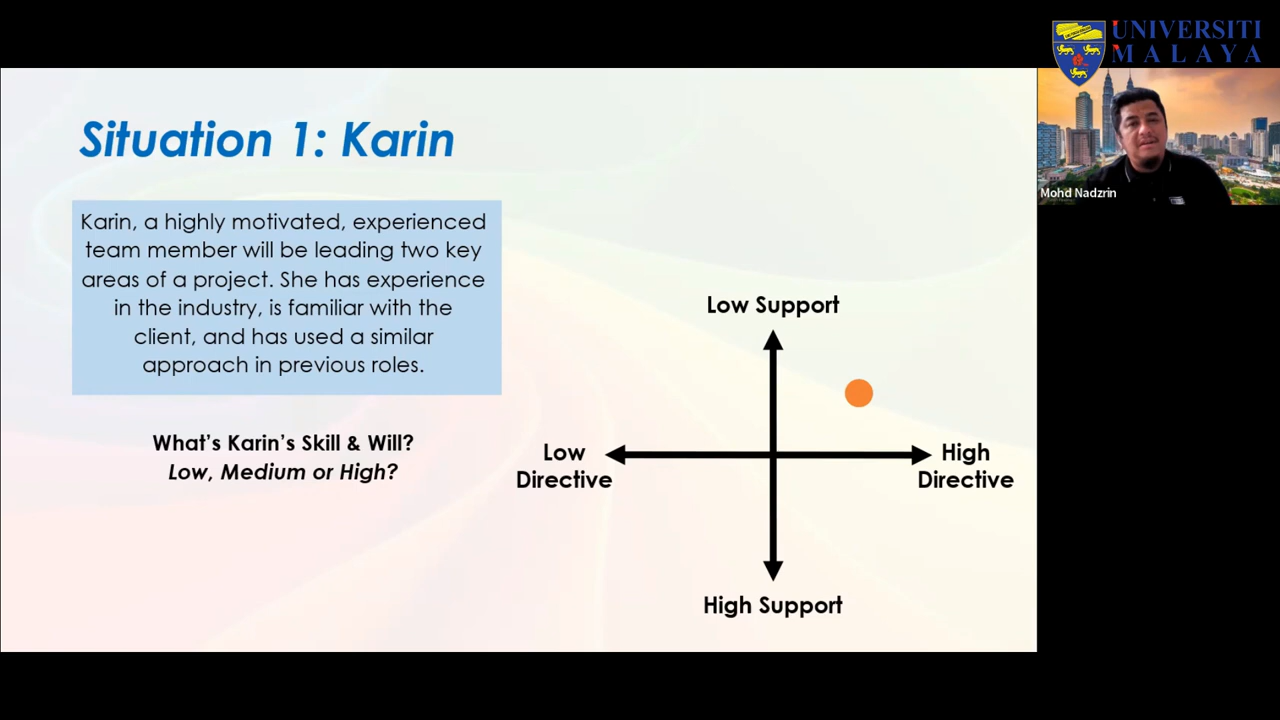 UNIVERSITI
MALAYA
Situation 1: Karin
Karin, a highly motivated, experienced
team member will be leading two key
areas of a project. She has experience
in the industry, is familiar with the
client, and has used a similar
approach in previous roles.
What's Karin's Skill & Will?
Low, Medium or High?
Low Support
Low
Directive
High
Directive
High Support
Mohd Nadzrin